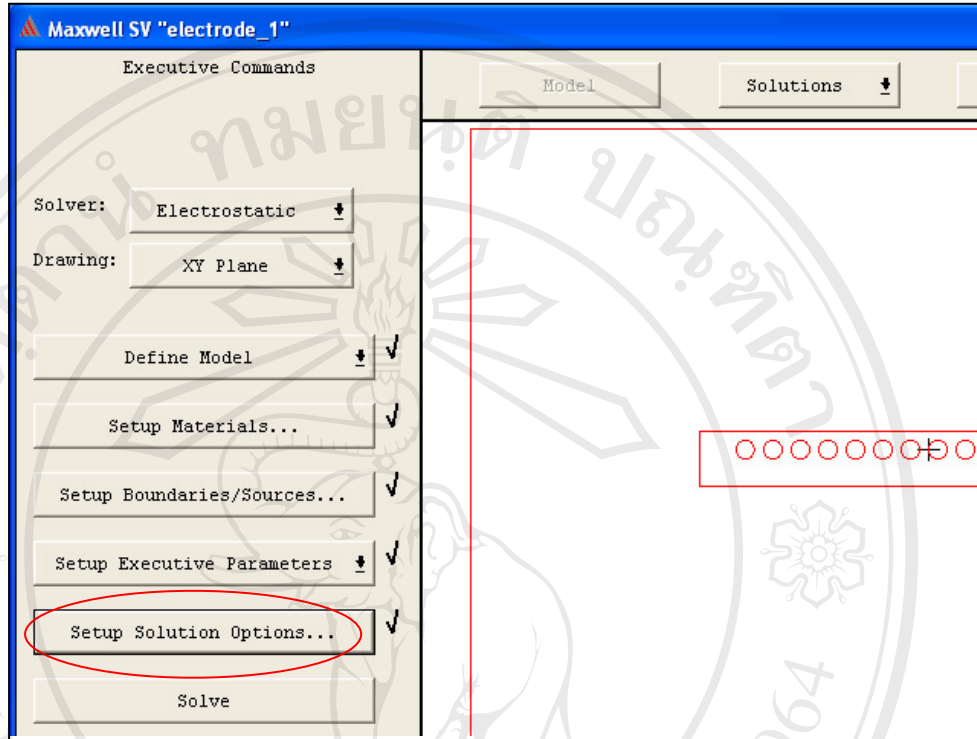 Maxwell SV "electrode_1"
Executive Commands
Model
Solutions
Solver:
Electrostatic
Drawing:
XY Plane
Define Model
Setup Materials...
Setup Boundaries/Sources...
Setup Executive Parameters
Setup Solution Options...
Solve
964